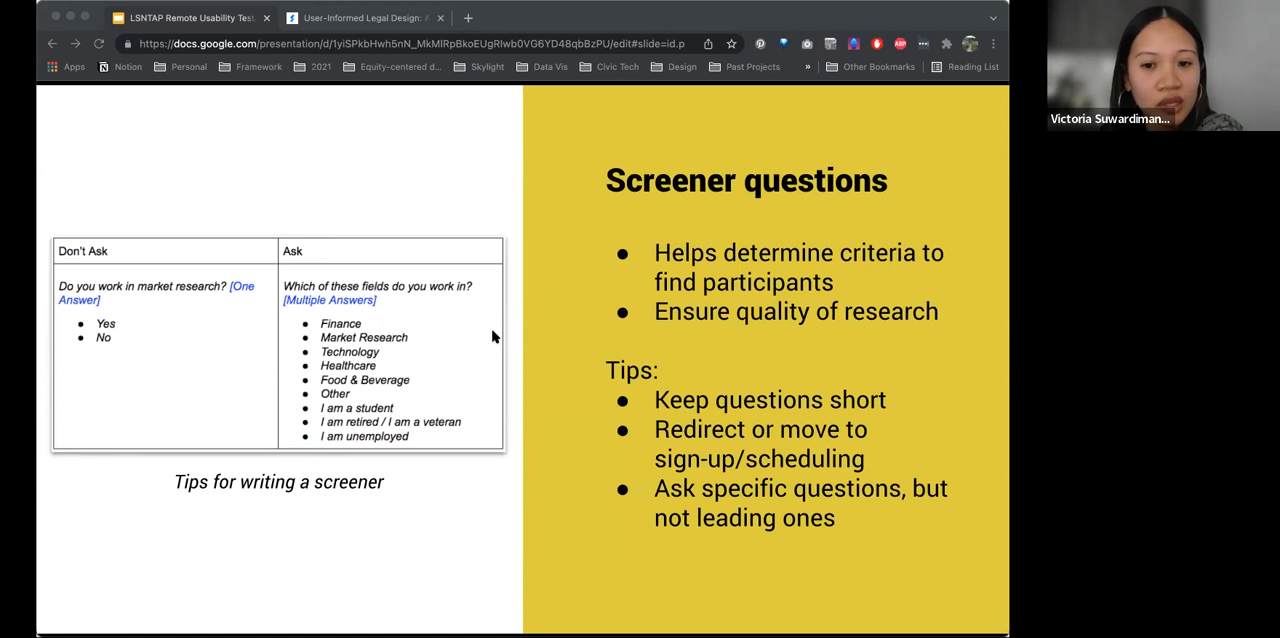 LSNTAP Remote Usability Test
User-Informed Legal Design: A
https://docs.google.com/presentation/d/1yiSPkbHwh5nN_MkMIRpBkoEUgRIwb0VG6YD48qbBzPU/edit#slide=id.p
Apps Notion Personal Framework 2021 Equity-centered d... Skylight Data Vis Civic Tech Design Past Projects » Other Bookmarks Reading List
Victoria Suwardiman...
Don't Ask
Ask
Do you work in market research? [One
Answer]
● Yes
● No
Which of these fields do you work in?
[Multiple Answers]
● Finance
● Market Research
● Technology
● Healthcare
● Food & Beverage
● Other
● I am a student
● I am retired / I am a veteran
● I am unemployed
Tips for writing a screener
Screener questions
● Helps determine criteria to
find participants
● Ensure quality of research
Tips:
● Keep questions short
● Redirect or move to
sign-up/scheduling
● Ask specific questions, but
not leading ones